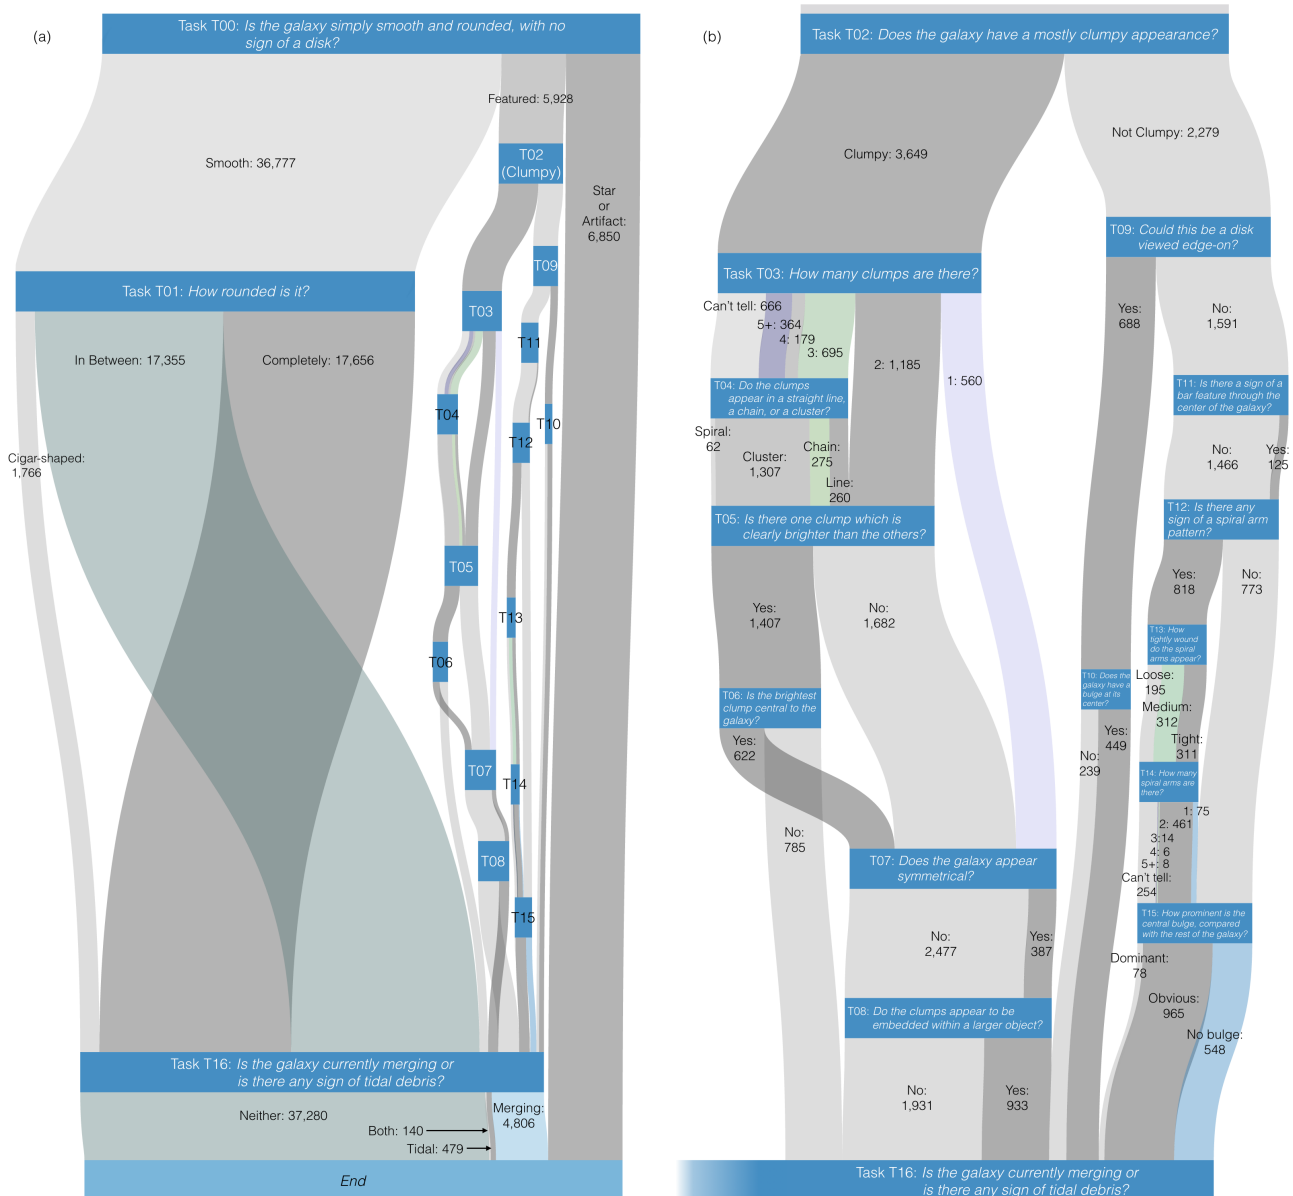 (a)
Task T00: Is the galaxy simply smooth and rounded, with no
sign of a disk?
Featured: 5,928
Smooth: 36,777
T02
(Clumpy)
Star
or
Artifact:
6,850
T09
Task T01: How rounded is it?
T03
T11
In Between: 17,355
Completely: 17,656
T04
T10
T12
Cigar-shaped:
1,766
T05
T13
T06
T07
T14
T08
T15
Task T16: Is the galaxy currently merging or
is there any sign of tidal debris?
Neither: 37,280
Merging:
4,806
Both: 140
Tidal: 479
End
(b)
Task T02: Does the galaxy have a mostly clumpy appearance?
Clumpy: 3,649
Not Clumpy: 2,279
T09: Could this be a disk
viewed edge-on?
Task T03: How many clumps are there?
Can't tell: 666
5+: 364
4: 179
3: 695
2: 1,185
1: 560
Yes:
688
No:
1,591
T04: Do the clumps
appear in a straight line,
a chain, or a cluster?
T11: Is there a sign of a
bar feature through the
center of the galaxy?
Spiral:
62
Cluster:
1,307
Chain:
275
Line:
260
No:
1,466
Yes:
125
T05: Is there one clump which is
clearly brighter than the others?
T12: Is there any
sign of a spiral arm
pattern?
Yes:
1,407
No:
1,682
Yes:
818
No:
773
T13: How
tightly wound
do the spiral
arms appear?
T10: Does the
galaxy have a
bulge at its
center?
Loose:
195
Medium:
312
Tight:
311
T06: Is the brightest
clump central to the
galaxy?
Yes:
622
No:
785
Yes:
449
No:
239
T14: How many
spiral arms are
there?
1: 75
2: 461
3:14
4: 6
5+: 8
Can't tell:
254
T07: Does the galaxy appear
symmetrical?
T15: How prominent is the
central bulge, compared
with the rest of the galaxy?
No:
2,477
Yes:
387
Dominant:
78
Obvious:
965
No bulge:
548
T08: Do the clumps appear to be
embedded within a larger object?
No:
1,931
Yes:
933
Task T16: Is the galaxy currently merging or
is there any sign of tidal debris?